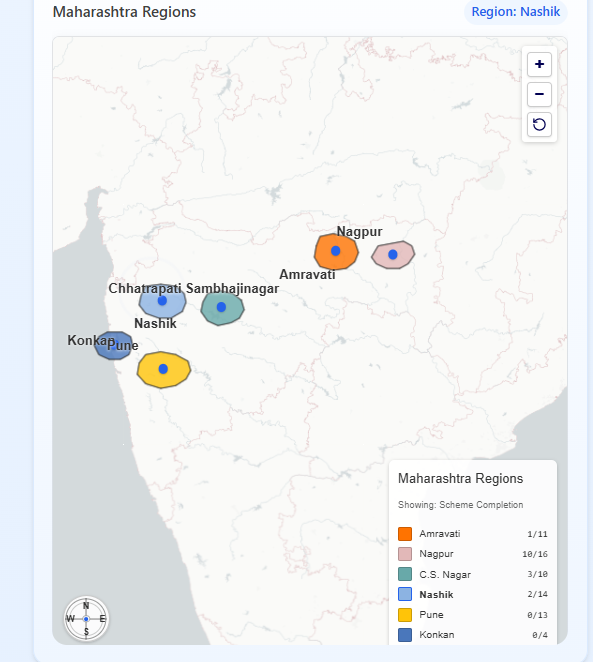 Maharashtra Regions
Region: Nashik
+
−
Nagpur
Amravati
Chhatrapati Sambhajinagar
Nashik
Konkan
Pune
Maharashtra Regions
Showing: Scheme Completion
Amravati 1/11
Nagpur 10/16
C.S. Nagar 3/10
Nashik 2/14
Pune 0/13
Konkan 0/4
N
W E
S